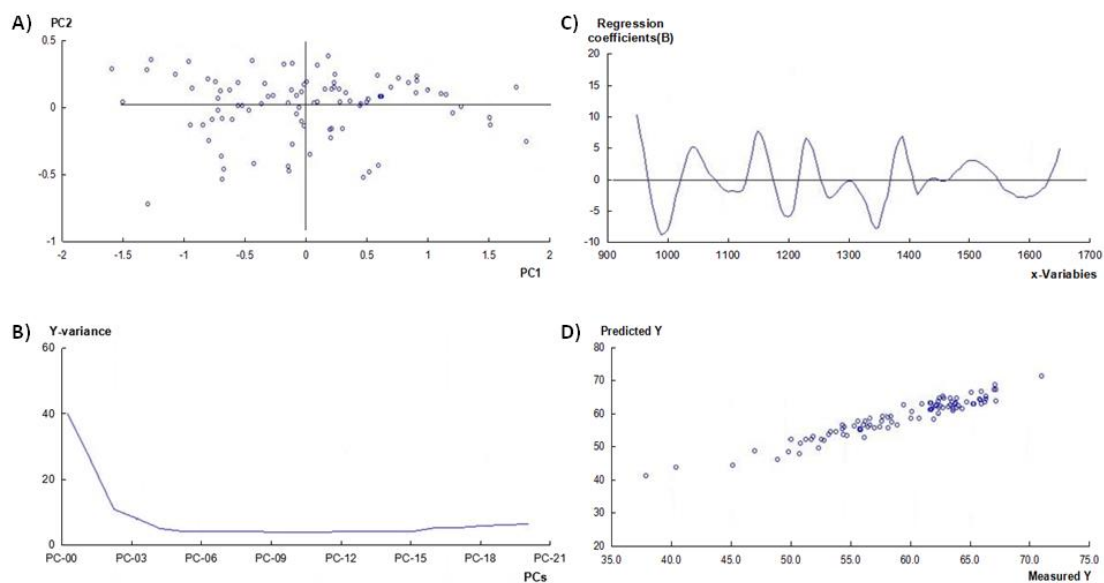 A)
PC2
0.5
0
-0.5
-1
-2 -1.5 -1 -0.5 0 0.5 1 1.5 2
PC1
C)
Regression
coefficients(B)
20
15
10
5
0
-5
-10
900 1000 1100 1200 1300 1400 1500 1600 1700
x-Variables
B)
Y-variance
60
40
20
0
PC-00 PC-03 PC-06 PC-09 PC-12 PC-15 PC-18 PC-21
PCs
D)
Predicted Y
80
70
60
50
40
30
20
35.0 40.0 45.0 50.0 55.0 60.0 65.0 70.0 75.0
Measured Y